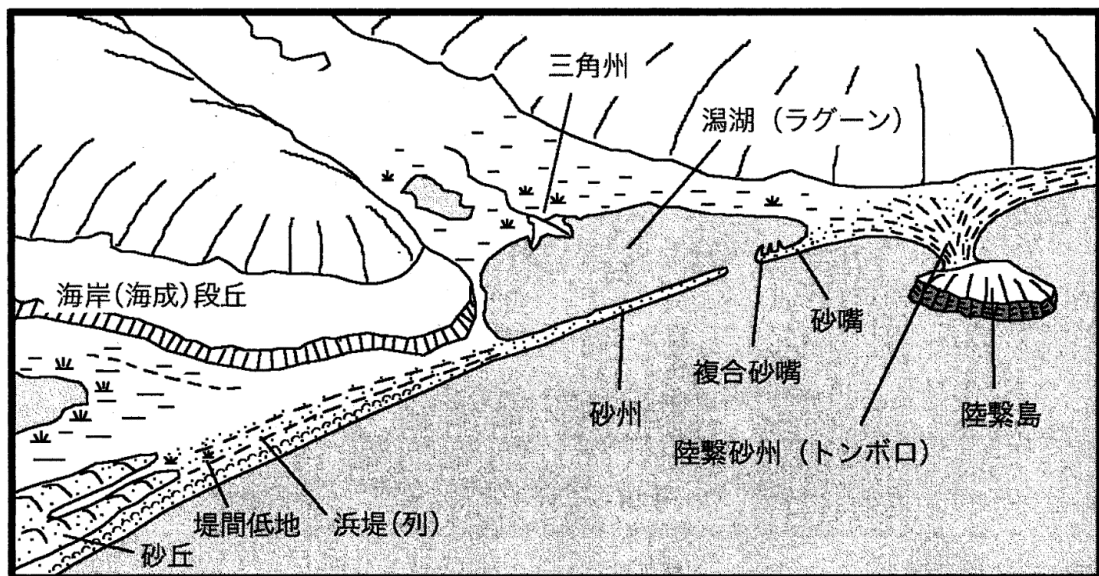 三角州
潟湖（ラグーン）
海岸(海成)段丘
砂嘴
複合砂嘴
砂州
陸繋島
陸繋砂州（トンボロ）
堤間低地
浜堤(列)
砂丘